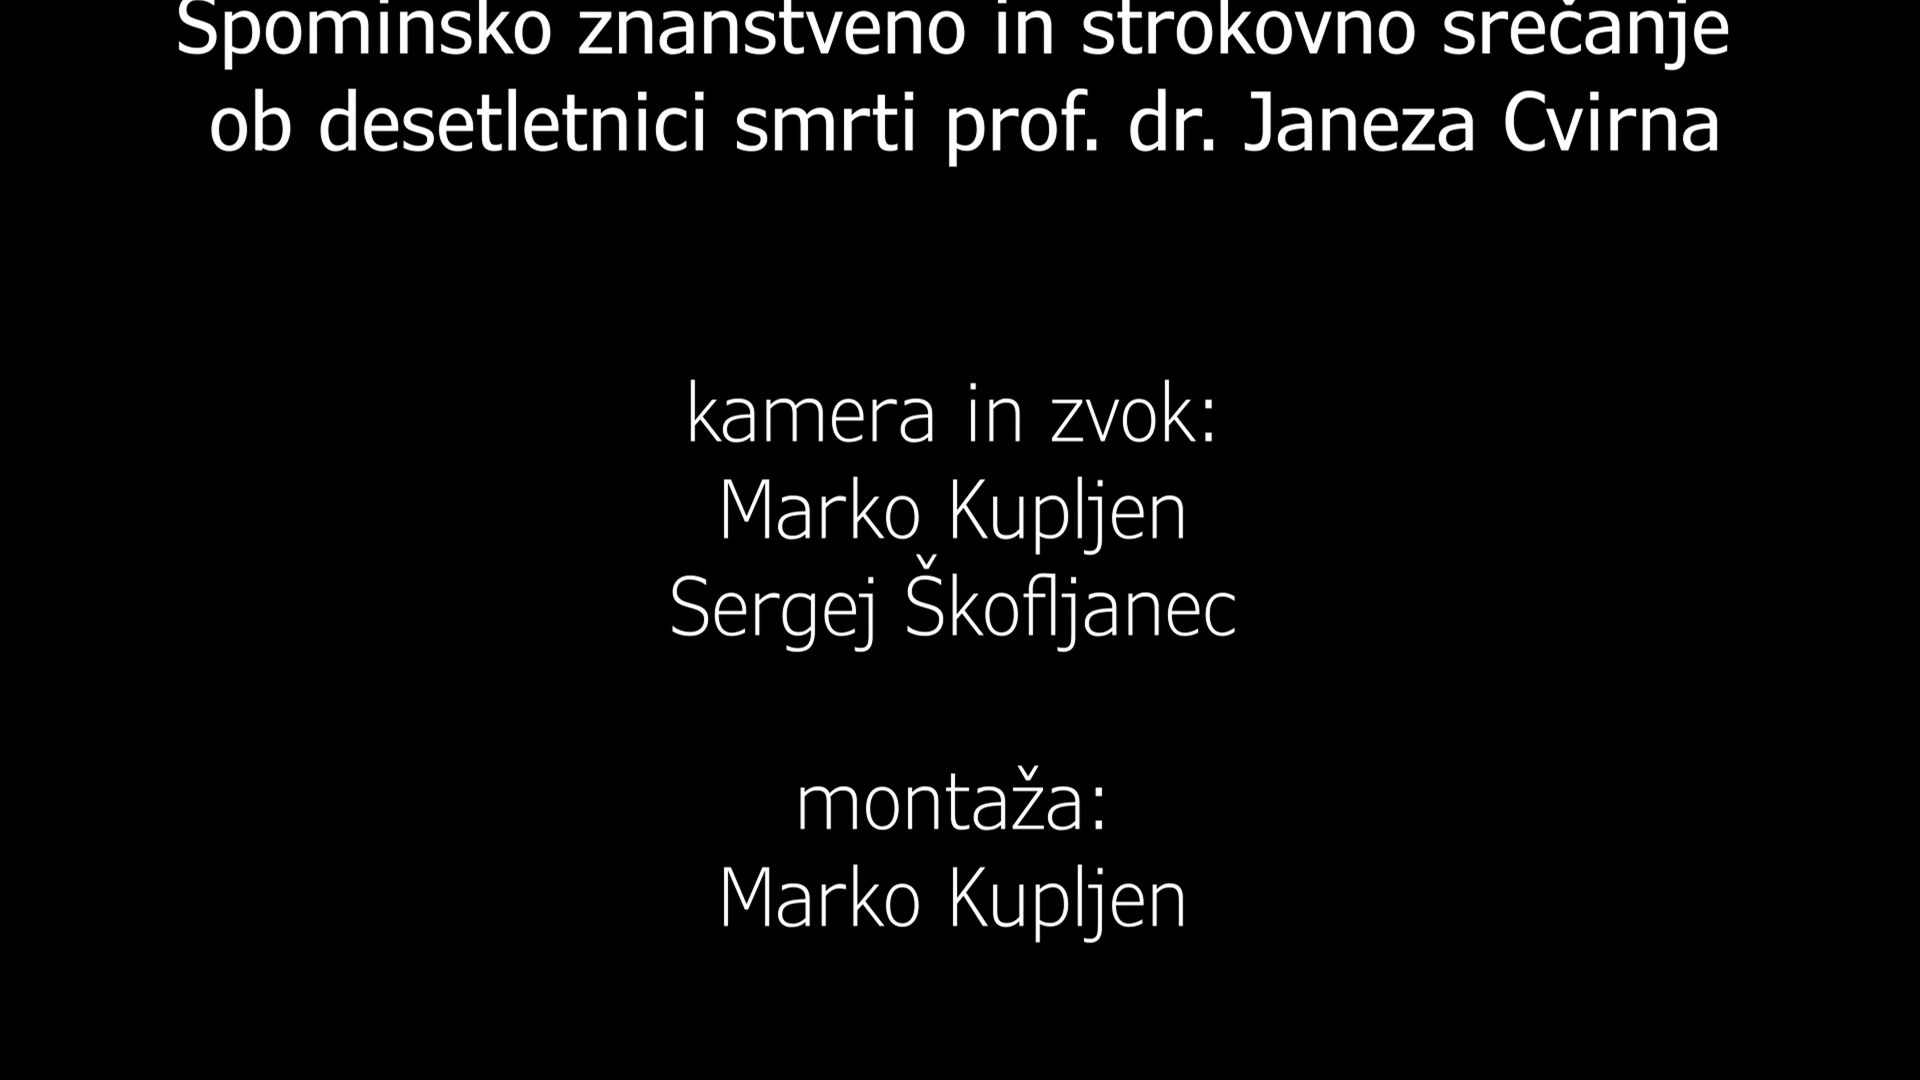 Spominsko znanstveno in strokovno srečanje
ob desetletnici smrti prof. dr. Janeza Cvirna
kamera in zvok:
Marko Kupljen
Sergej Škofljanec
montaža:
Marko Kupljen